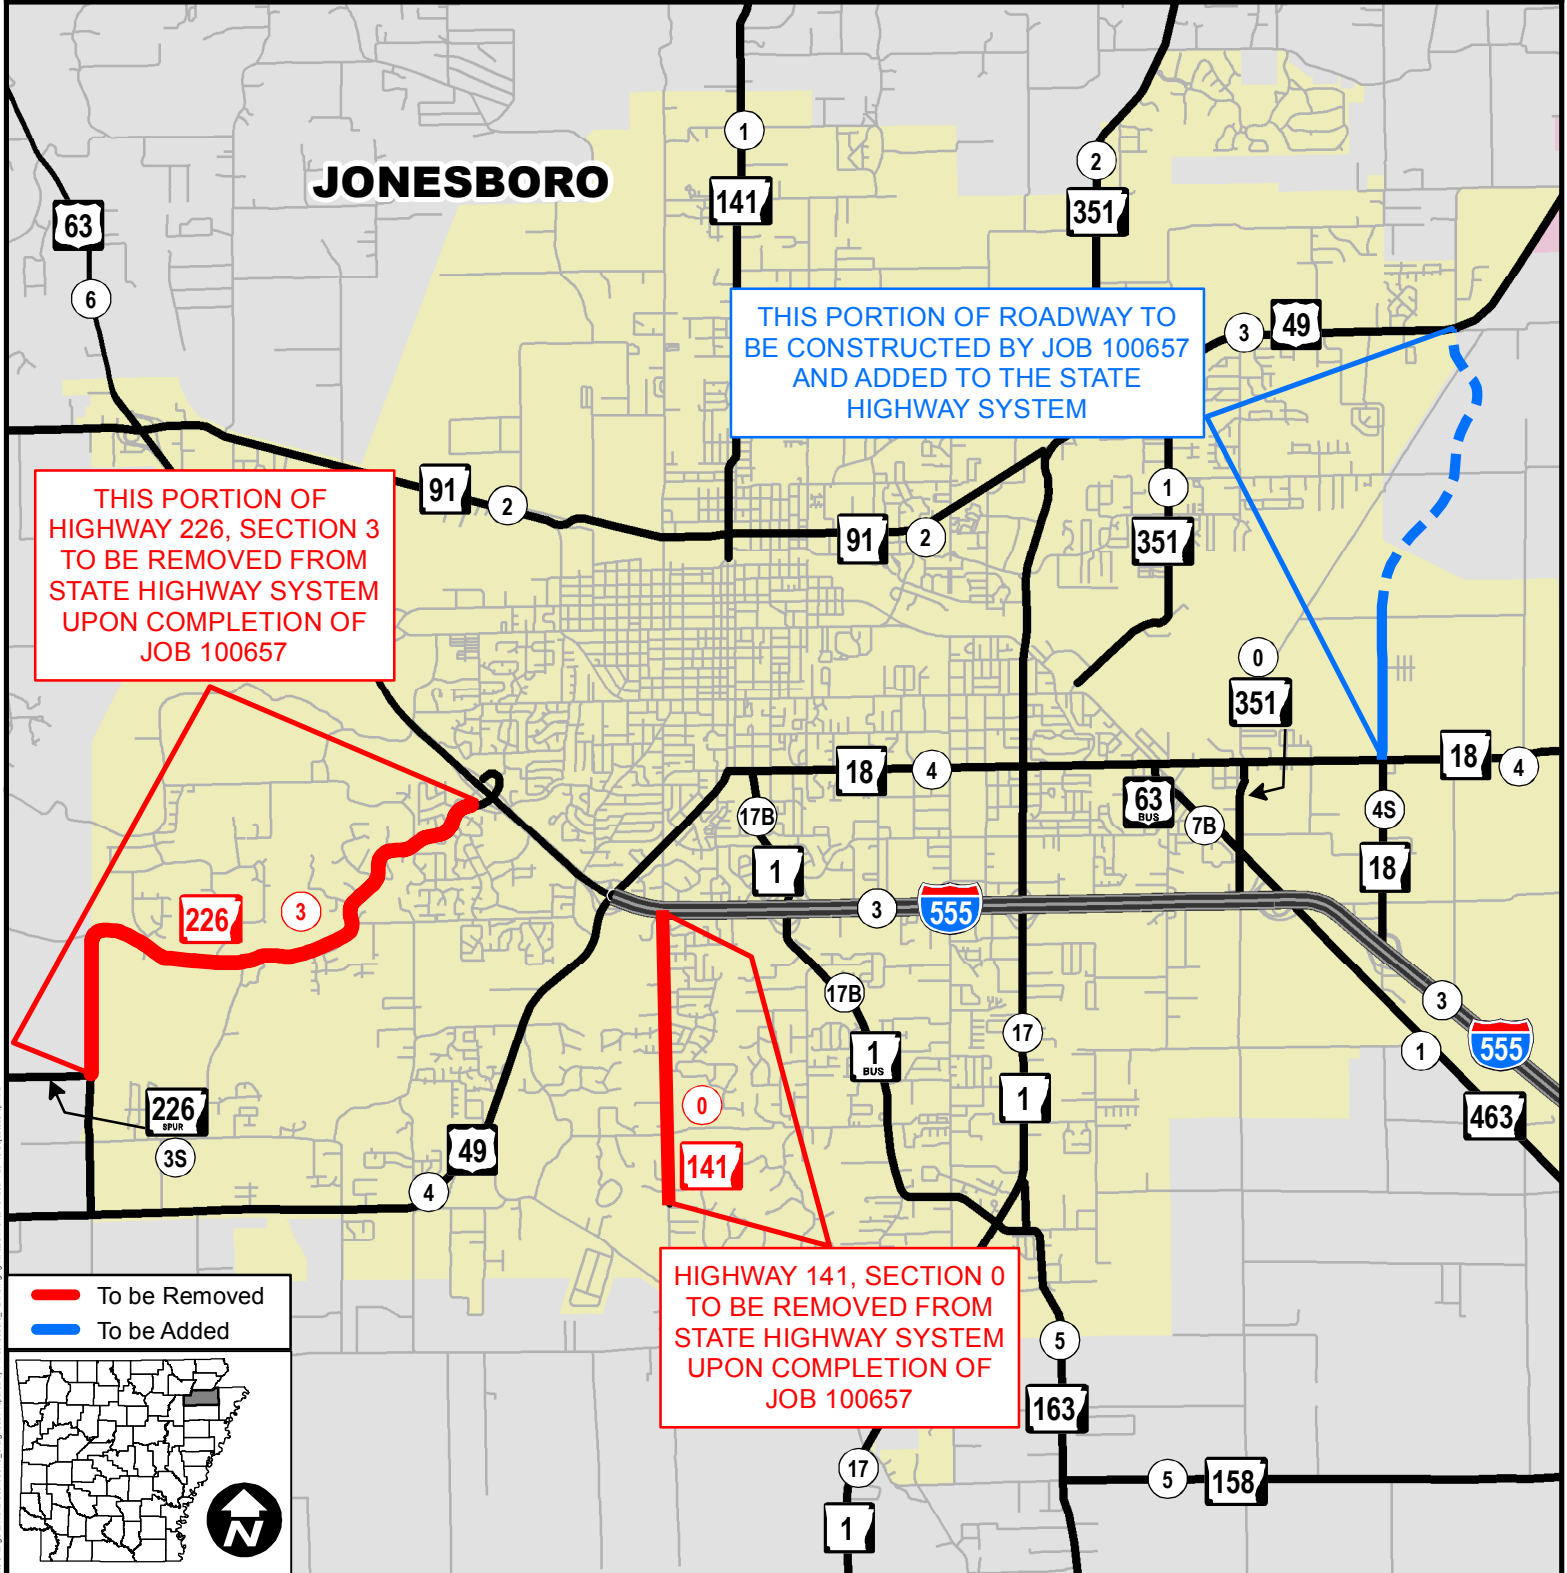 JONESBORO
1
141
2
351
63
6
THIS PORTION OF ROADWAY TO
BE CONSTRUCTED BY JOB 100657
AND ADDED TO THE STATE
HIGHWAY SYSTEM
3
49
THIS PORTION OF
HIGHWAY 226, SECTION 3
TO BE REMOVED FROM
STATE HIGHWAY SYSTEM
UPON COMPLETION OF
JOB 100657
91
2
91
2
1
351
0
351
18
4
18
4
17B
1
63
BUS
7B
4S
18
226
3
3
555
17B
1
BUS
17
1
3
555
1
463
226
SPUR
3S
49
4
0
141
HIGHWAY 141, SECTION 0
TO BE REMOVED FROM
STATE HIGHWAY SYSTEM
UPON COMPLETION OF
JOB 100657
To be Removed
To be Added
5
163
17
1
5
158
N